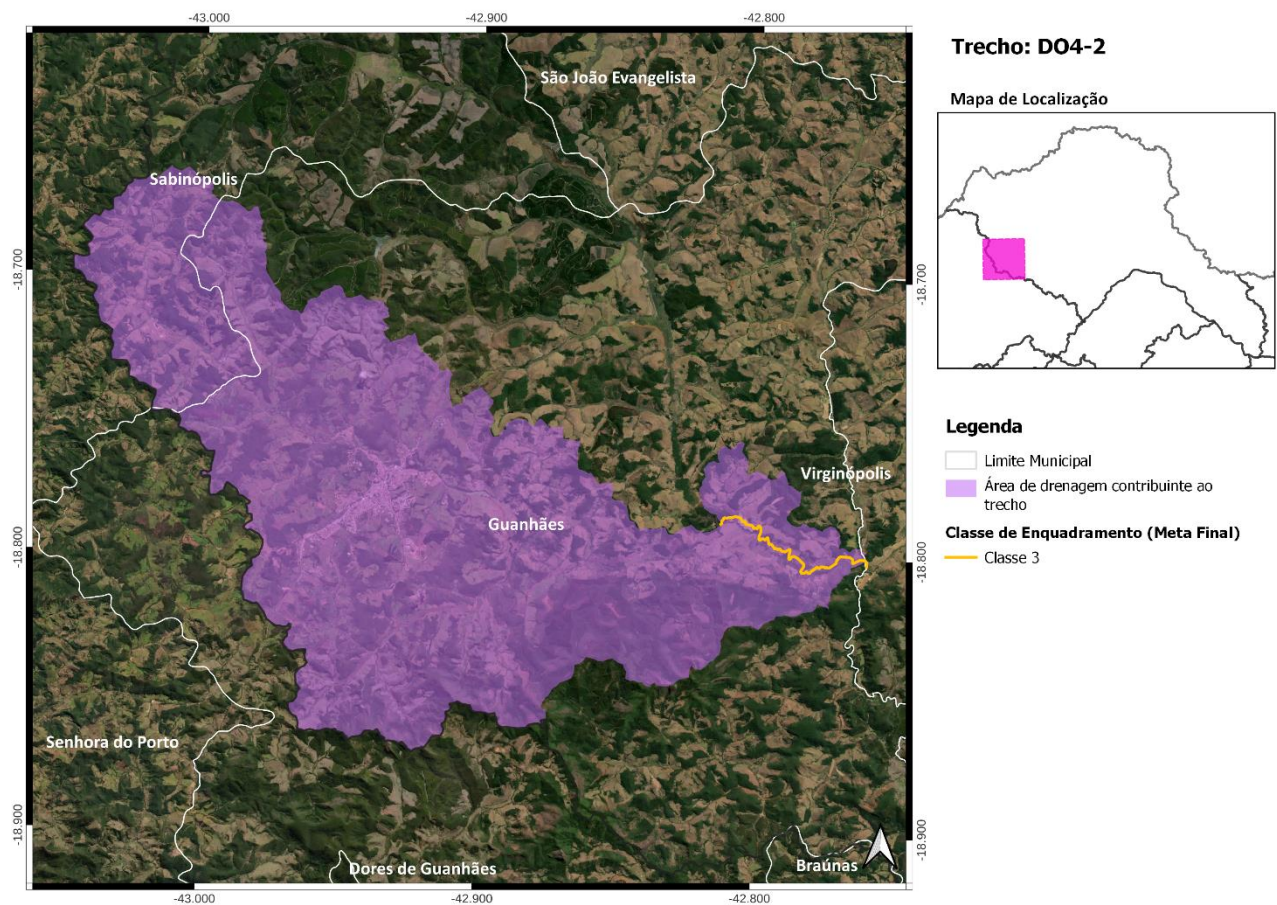 -43.000
-42.900
-42.800
Trecho: DO4-2
São João Evangelista
Mapa de Localização
Sabinópolis
-18.700
-18.700
Legenda
Limite Municipal
Virginópolis
Área de drenagem contribuinte ao
trecho
Guanhães
Classe de Enquadramento (Meta Final)
Classe 3
-18.800
-18.800
Senhora do Porto
-18.900
-18.900
Dores de Guanhães
Braúnas
-43.000
-42.900
-42.800